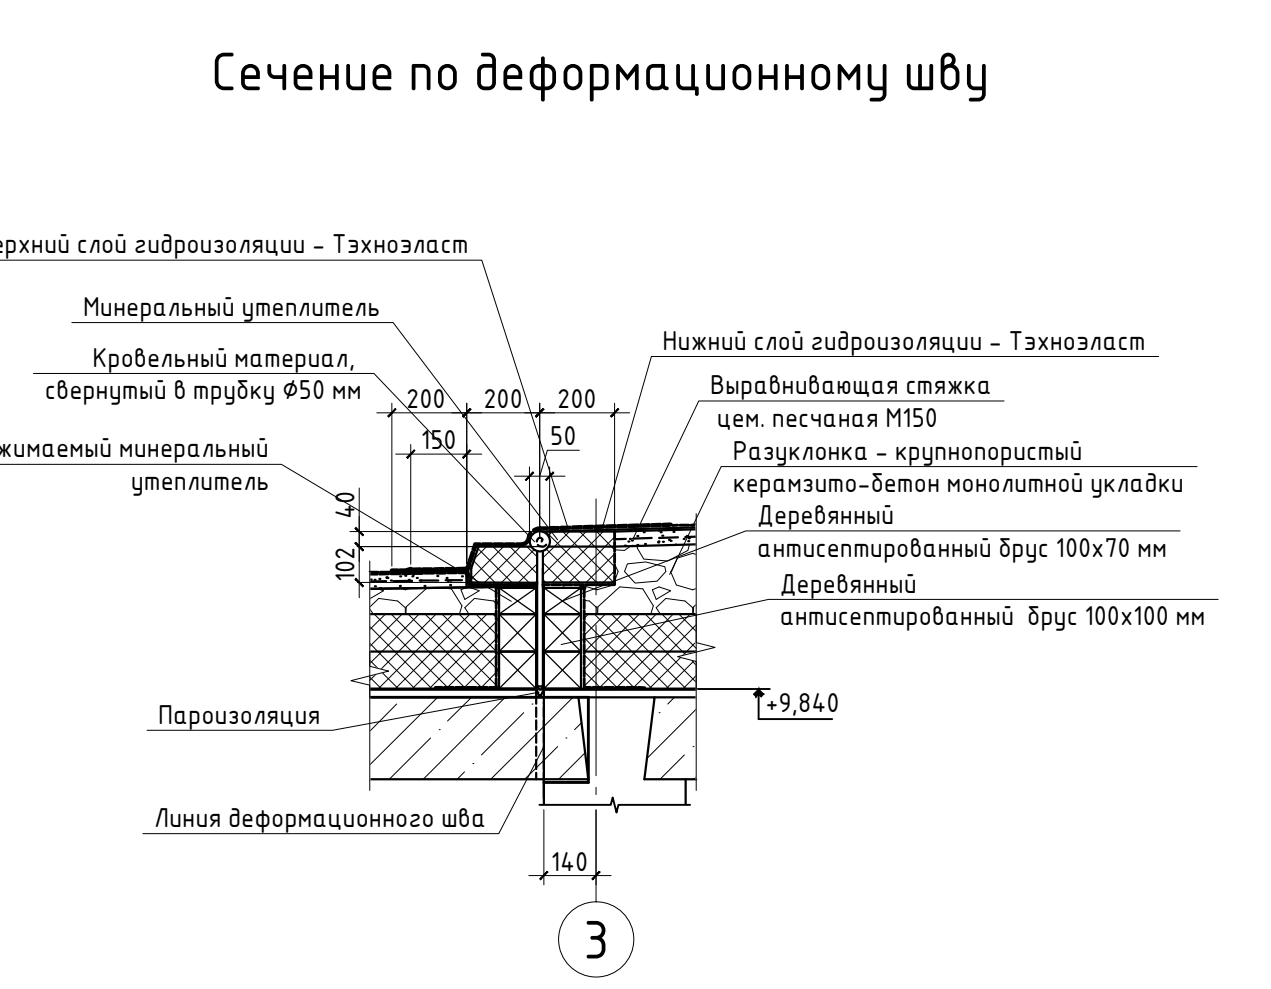 Сечение по деформационному шву
ерхний слой гидроизоляции - Тэхноэласт
Минеральный утеплитель
Кровельный материал,
свернутый в трубку Ø50 мм
жимаемый минеральный
утеплитель
200 200 200
150
50
40
102
Нижний слой гидроизоляции - Тэхноэласт
Выравнивающая стяжка
цем. песчаная М150
Разуклонка - крупнопористый
керамзито-бетон монолитной укладки
Деревянный
антисептированный брус 100х70 мм
Деревянный
антисептированный брус 100х100 мм
+9,840
Пароизоляция
Линия деформационного шва
140
3